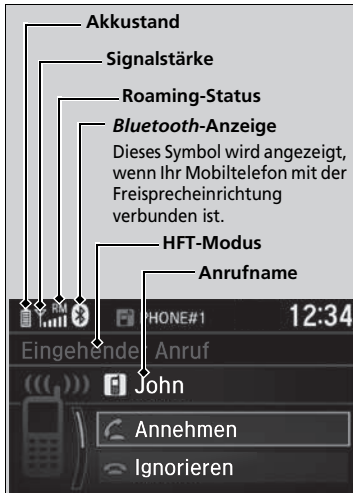 Akkustand
Signalstärke
Roaming-Status
Bluetooth-Anzeige
Dieses Symbol wird angezeigt,
wenn Ihr Mobiltelefon mit der
Freisprecheinrichtung
verbunden ist.
HFT-Modus
Anrufname
RM
PHONE#1
12:34
Eingehender Anruf
John
Annehmen
Ignorieren